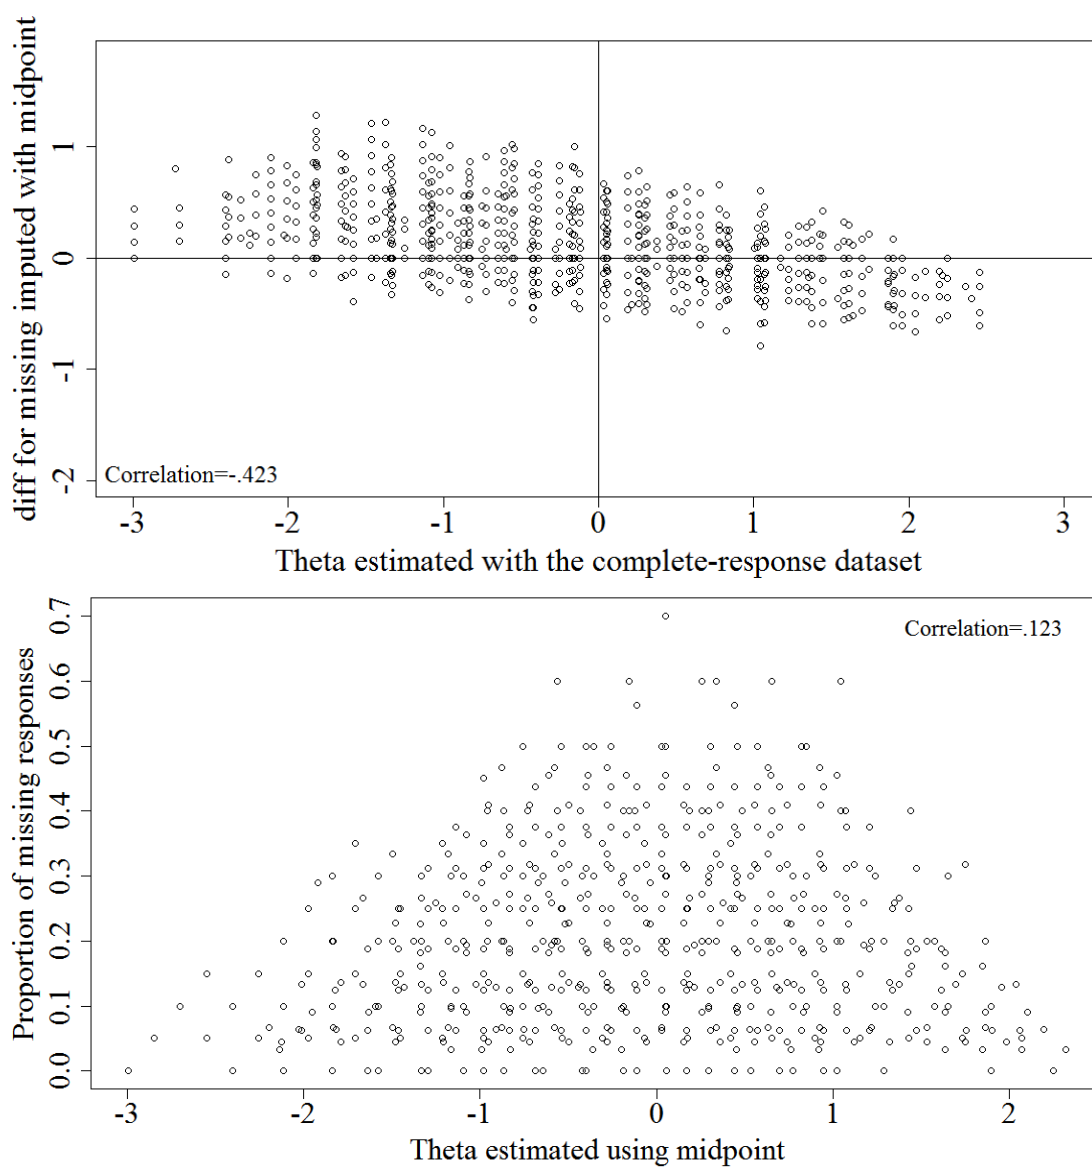 diff for missing inputed with midpoint
1
0
-1
-2
Correlation=-.423
-3 -2 -1 0 1 2 3
Theta estimated with the complete-response dataset
Proportion of missing responses
0.7
0.6
0.5
0.4
0.3
0.2
0.1
0.0
Correlation=.123
-3 -2 -1 0 1 2
Theta estimated using midpoint